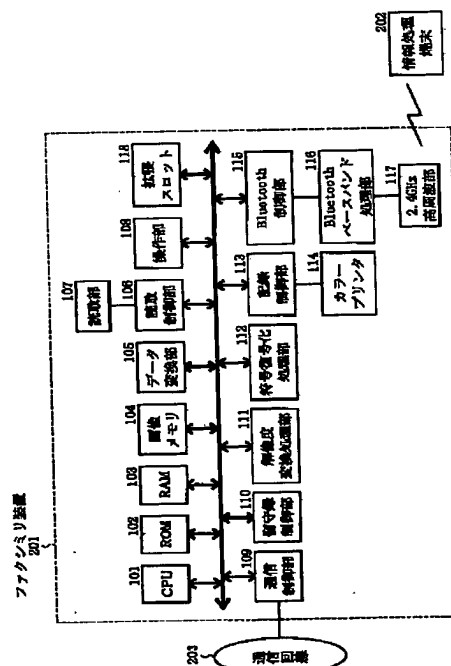 ファクシミリ装置
201
101
CPU
102
ROM
103
RAM
104
画像
メモリ
105
データ
変換部
106
読取
制御部
107
読取部
108
操作部
118
拡張
スロット
109
通信
制御部
110
留守録
制御部
111
解像度
変換処理部
112
符号復号化
処理部
113
記録
制御部
114
カラー
プリンタ
115
Bluetooth
制御部
116
Bluetooth
ベースバンド
処理部
117
2.4GHz
高周波部
202
情報処理
端末
203
通信
回線